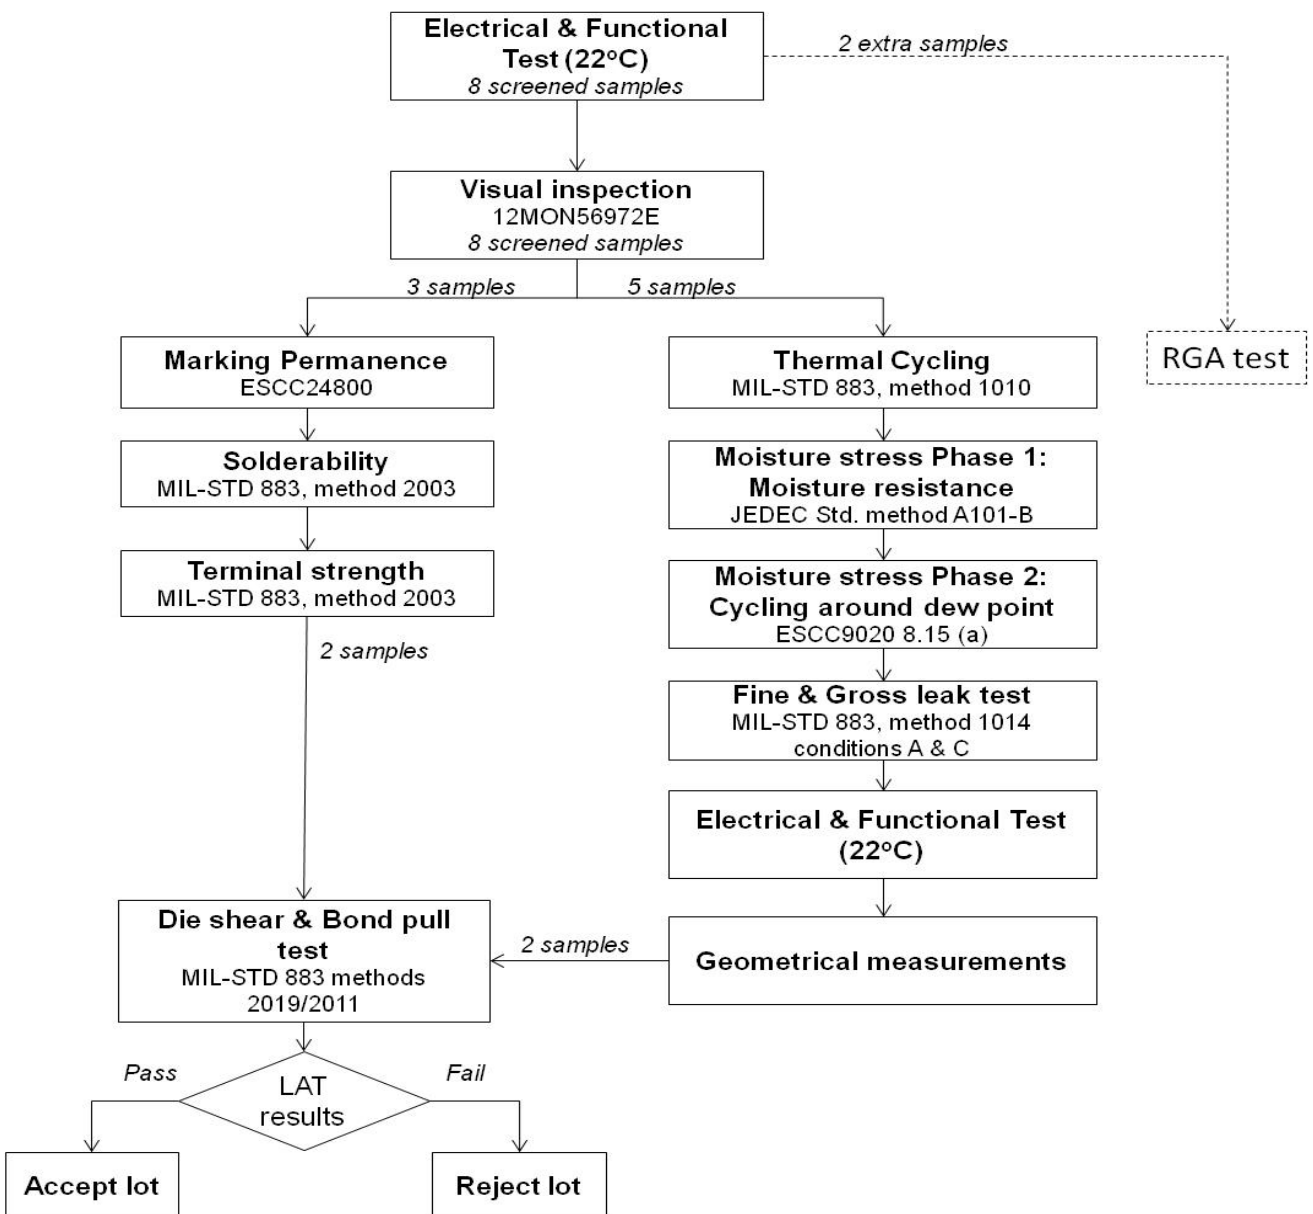 Electrical & Functional
Test (22°C)
8 screened samples
2 extra samples
Visual inspection
12MON56972E
8 screened samples
3 samples
5 samples
Marking Permanence
ESCC24800
Thermal Cycling
MIL-STD 883, method 1010
RGA test
Solderability
MIL-STD 883, method 2003
Moisture stress Phase 1:
Moisture resistance
JEDEC Std. method A101-B
Terminal strength
MIL-STD 883, method 2003
Moisture stress Phase 2:
Cycling around dew point
ESCC9020 8.15 (a)
2 samples
Fine & Gross leak test
MIL-STD 883, method 1014
conditions A & C
Electrical & Functional Test
(22°C)
Die shear & Bond pull
test
MIL-STD 883 methods
2019/2011
2 samples
Geometrical measurements
Pass
LAT
results
Fail
Accept lot
Reject lot